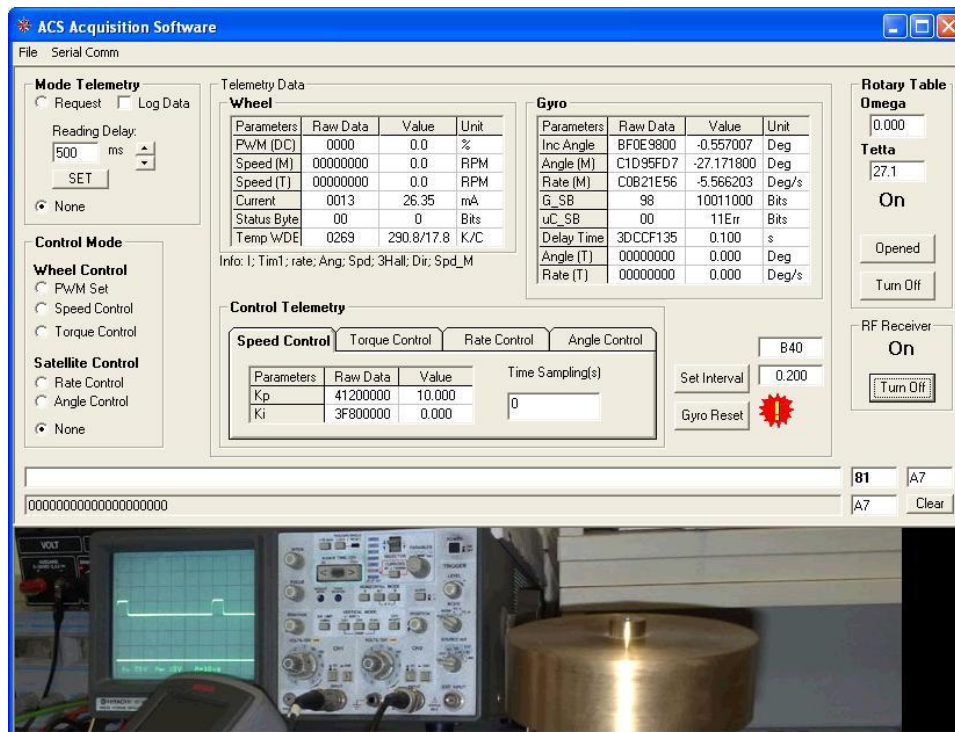 ACS Acquisition Software
File Serial Comm
Mode Telemetry
Request Log Data
Reading Delay:
500 ms
SET
None
Control Mode
Wheel Control
PWM Set
Speed Control
Torque Control
Satellite Control
Rate Control
Angle Control
None
Telemetry Data
Wheel
Parameters Raw Data Value Unit
PWM (DC) 0000 0.0 %
Speed (M) 00000000 0.0 RPM
Speed (T) 00000000 0.0 RPM
Current 0013 26.35 mA
Status Byte 00 0 Bits
Temp WDE 0269 290.8/17.8 K/C
Info: I; Tim1; rate; Ang; Spd; 3Hall; Dir; Spd_M
Gyro
Parameters Raw Data Value Unit
Inc Angle BF0E9800 -0.557007 Deg
Angle (M) C1D95FD7 -27.171800 Deg
Rate (M) C0B21E56 -5.566203 Deg/s
G_SB 98 10011000 Bits
uC_SB 00 11Err Bits
Delay Time 3DCCF135 0.100 s
Angle (T) 00000000 0.000 Deg
Rate (T) 00000000 0.000 Deg/s
Control Telemetry
Speed Control Torque Control Rate Control Angle Control
Parameters Raw Data Value
Kp 41200000 10.000
Ki 3F800000 0.000
Time Sampling(s)
0
B40
Set Interval 0.200
Gyro Reset
Rotary Table
Omega
0.000
Tetta
27.1
On
Opened
Turn Off
RF Receiver
On
Turn Off
81 A7
00000000000000000000 A7 Clear
VOLT
HITACHI
POWER
TRIGGER
LEVEL
CH1
CH2